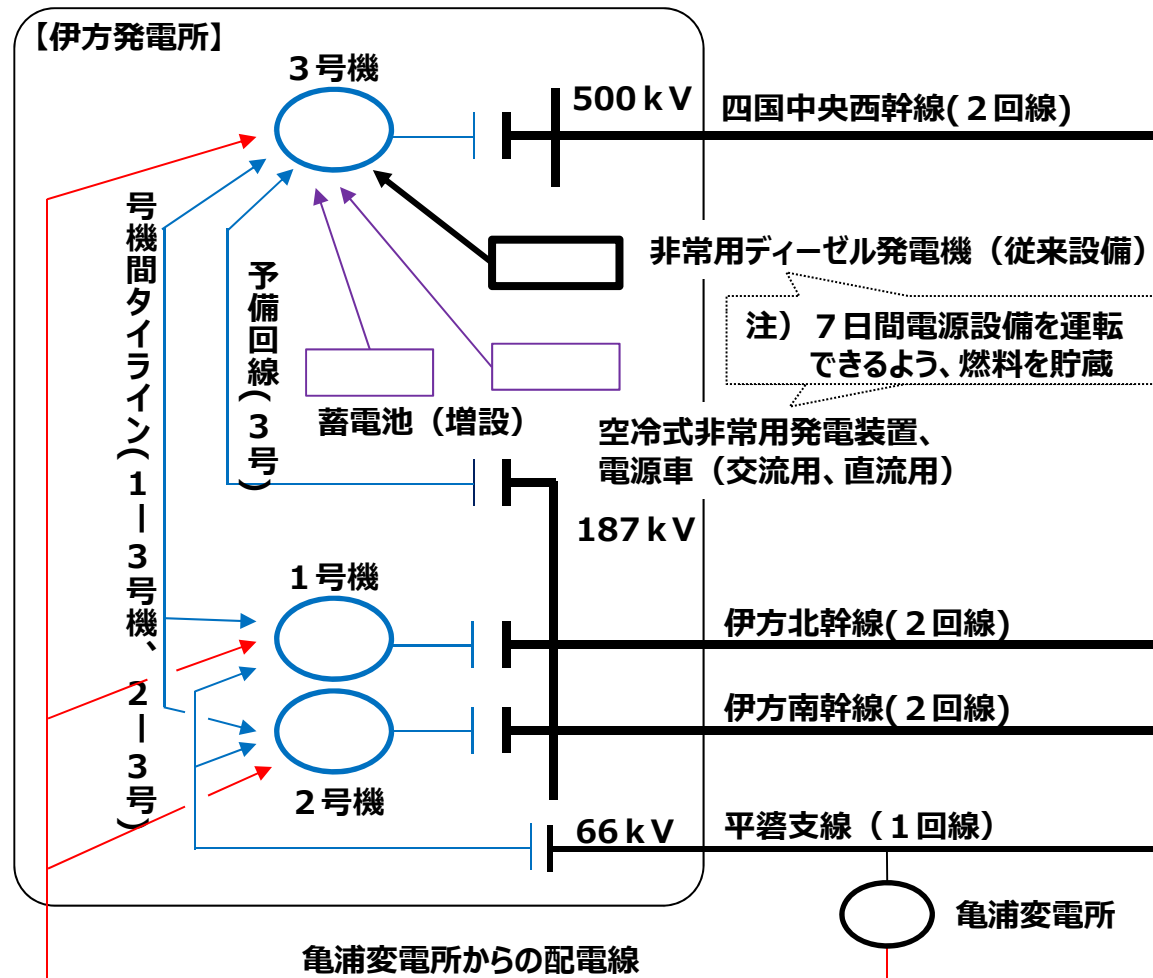 【伊方発電所】
３号機
500ｋV
四国中央西幹線(２回線)
号機間タイライン(１ー３号機、２ー３号)
予備回線(３号)
非常用ディーゼル発電機（従来設備）
注）７日間電源設備を運転
できるよう、燃料を貯蔵
蓄電池（増設）
空冷式非常用発電装置、
電源車（交流用、直流用）
187ｋV
１号機
伊方北幹線(２回線)
伊方南幹線(２回線)
２号機
66ｋV
平碆支線（１回線）
亀浦変電所
亀浦変電所からの配電線